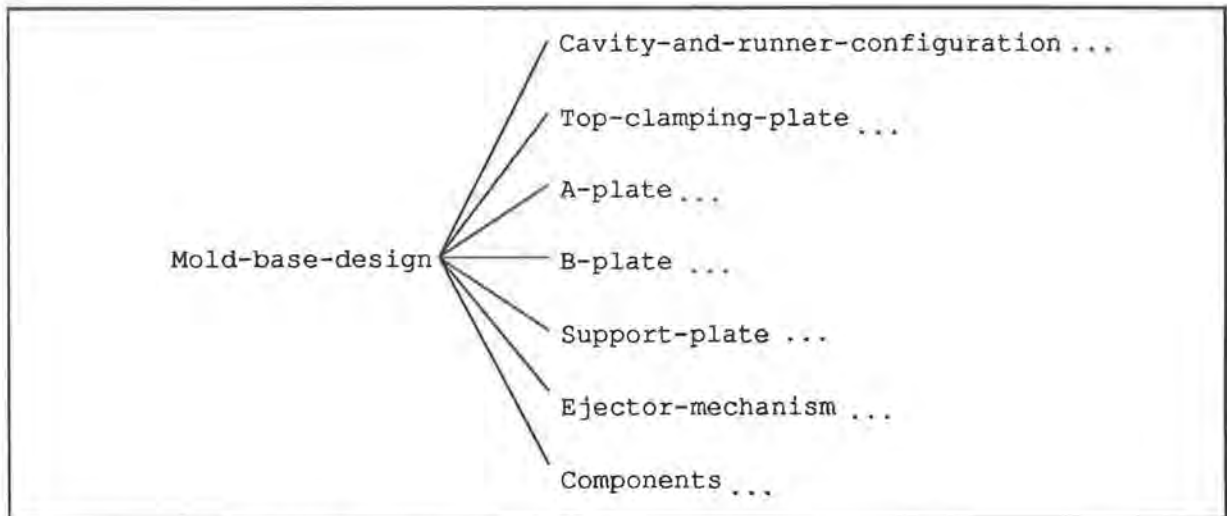 Cavity-and-runner-configuration ...
Top-clamping-plate ...
A-plate ...
B-plate ...
Mold-base-design
Support-plate ...
Ejector-mechanism ...
Components ...